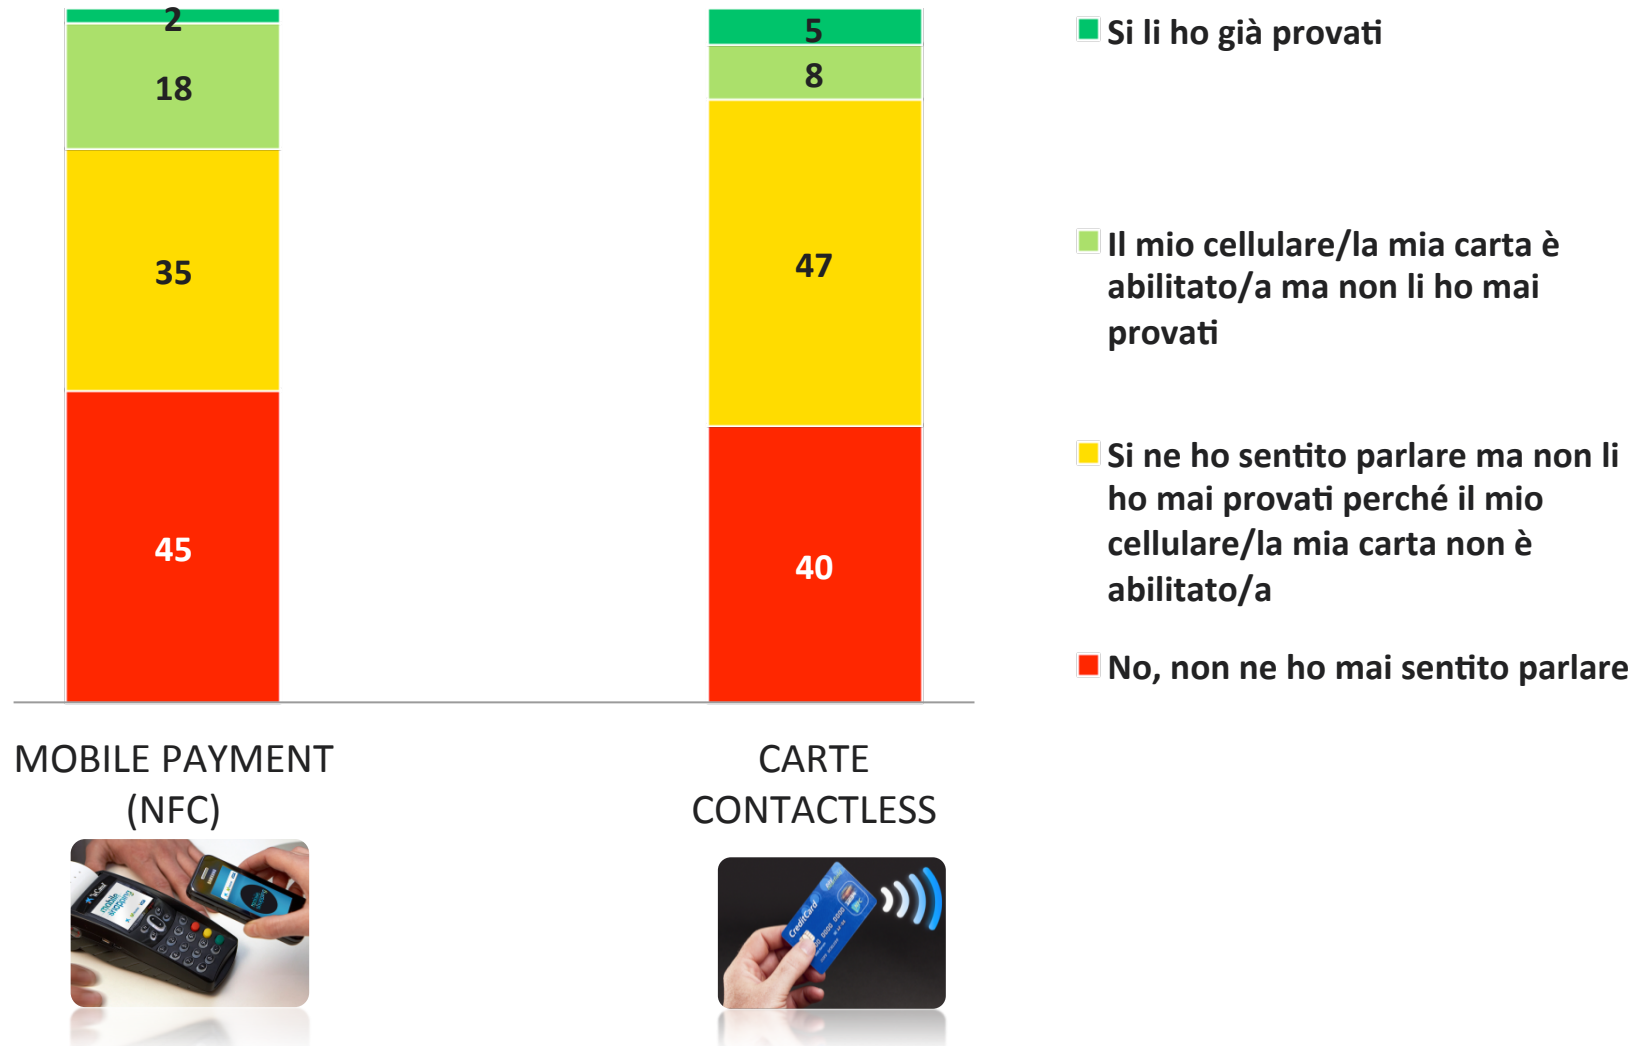 2
18
35
45
5
8
47
40
Si li ho già provati
Il mio cellulare/la mia carta è
abilitato/a ma non li ho mai
provati
Si ne ho sentito parlare ma non li
ho mai provati perché il mio
cellulare/la mia carta non è
abilitato/a
No, non ne ho mai sentito parlare
MOBILE PAYMENT
(NFC)
CARTE
CONTACTLESS
mobile
shopping
CreditCard